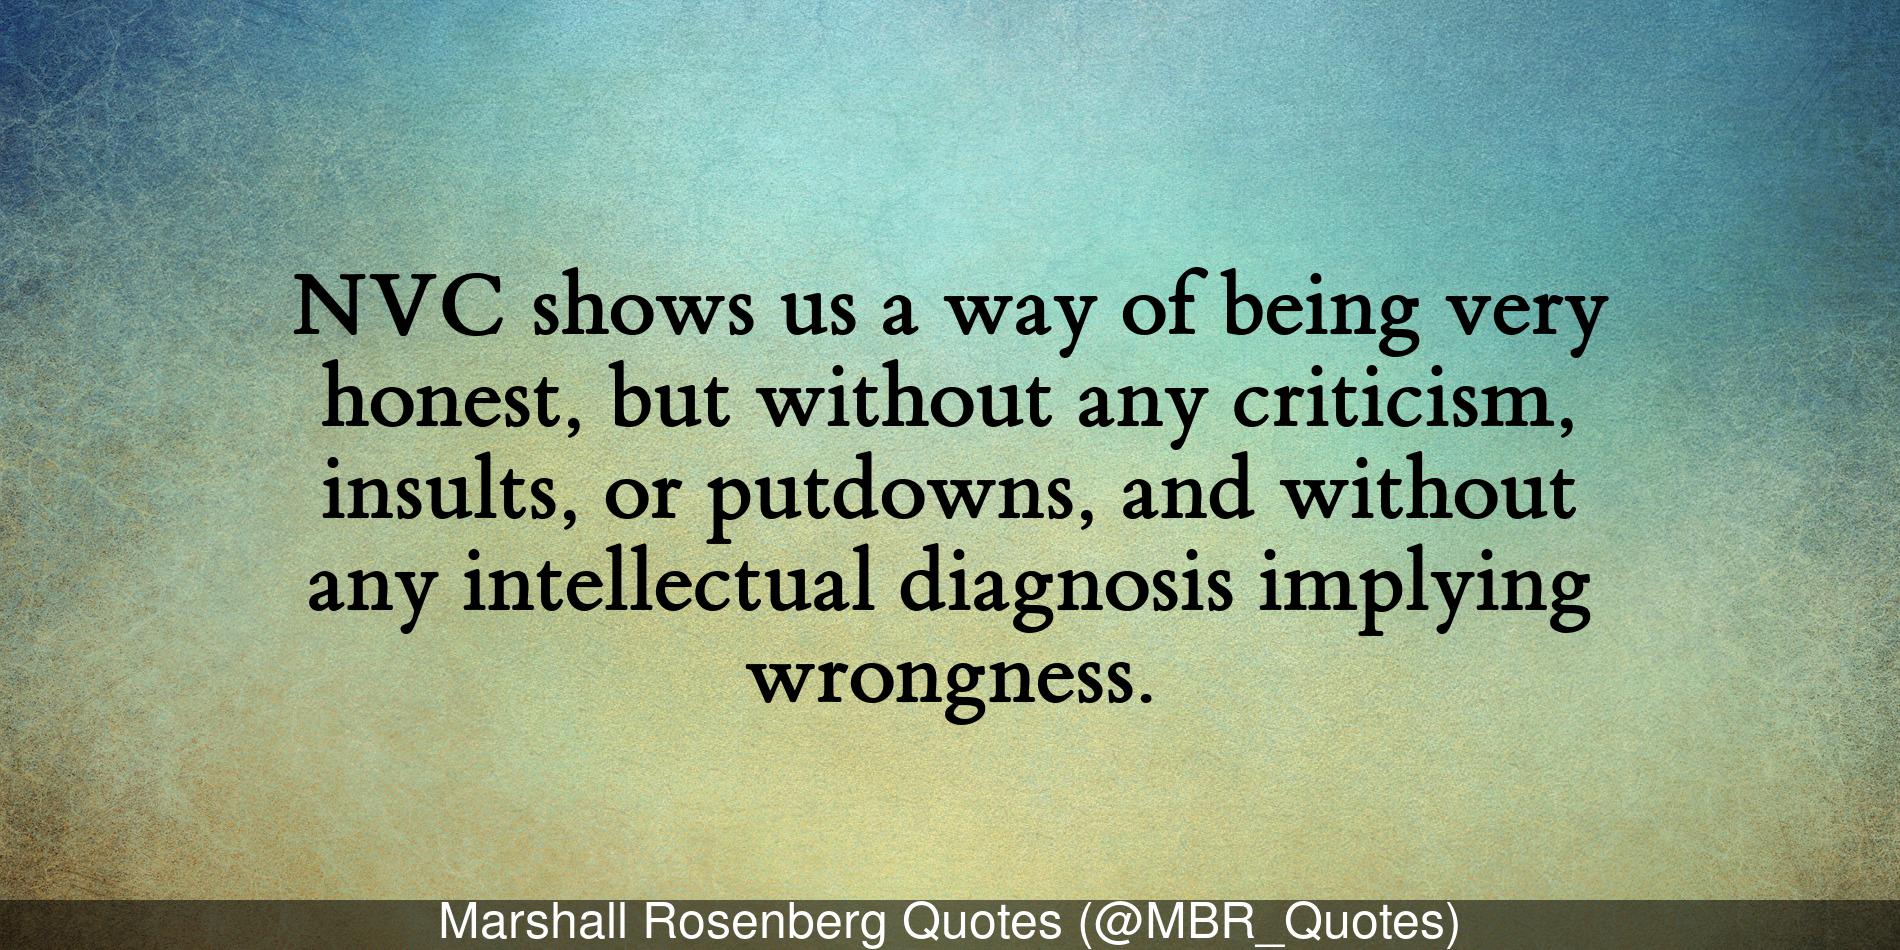 NVC shows us a way of being very
honest, but without any criticism,
insults, or putdowns, and without
any intellectual diagnosis implying
wrongness.
Marshall Rosenberg Quotes (@MBR_Quotes)